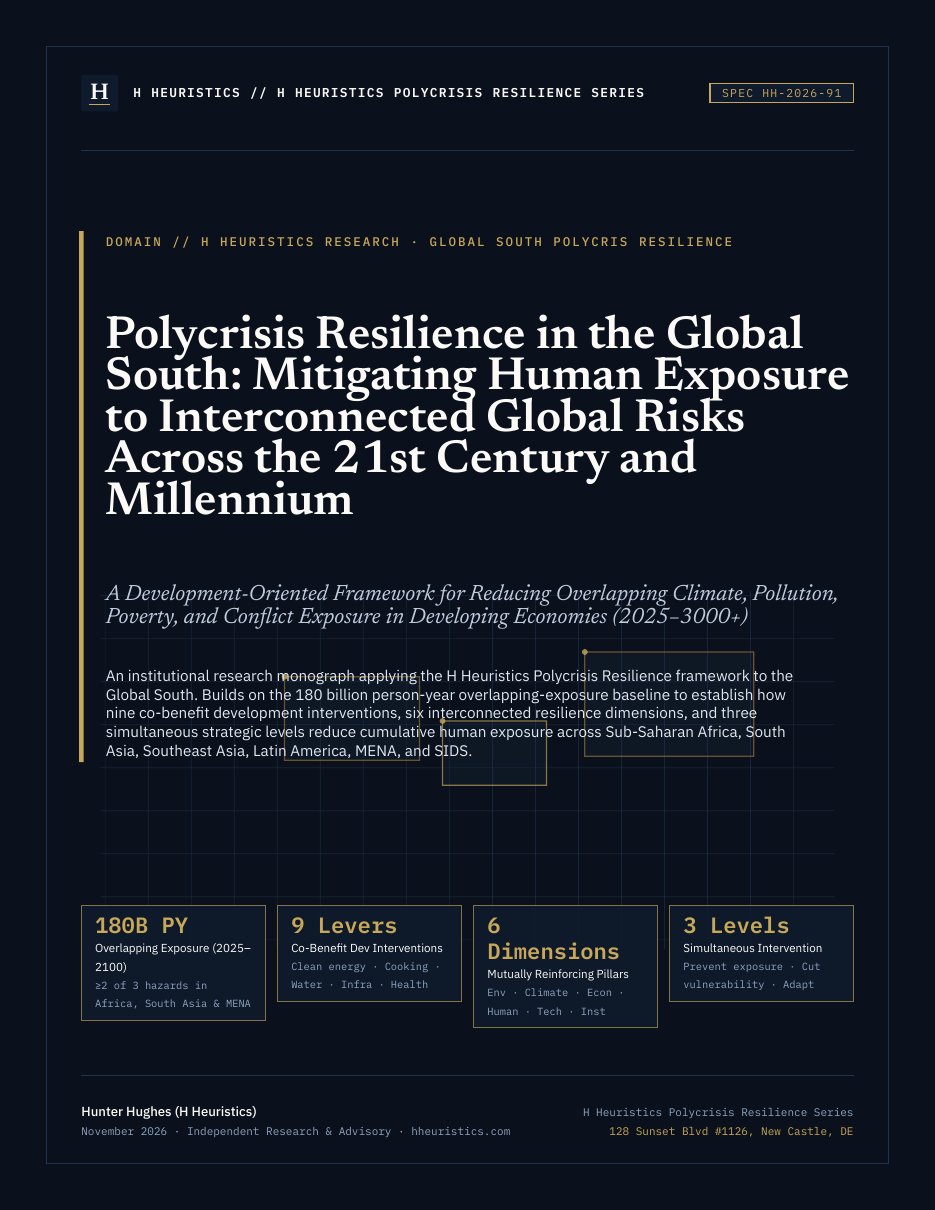 H
H HEURISTICS // H HEURISTICS POLYCRISIS RESILIENCE SERIES
SPEC HH-2026-91
DOMAIN // H HEURISTICS RESEARCH · GLOBAL SOUTH POLYCRIS RESILIENCE
Polycrisis Resilience in the Global
South: Mitigating Human Exposure
to Interconnected Global Risks
Across the 21st Century and
Millennium
A Development-Oriented Framework for Reducing Overlapping Climate, Pollution,
Poverty, and Conflict Exposure in Developing Economies (2025–3000+)
An institutional research monograph applying the H Heuristics Polycrisis Resilience framework to the
Global South. Builds on the 180 billion person-year overlapping-exposure baseline to establish how
nine co-benefit development interventions, six interconnected resilience dimensions, and three
simultaneous strategic levels reduce cumulative human exposure across Sub-Saharan Africa, South
Asia, Southeast Asia, Latin America, MENA, and SIDS.
180B PY
Overlapping Exposure (2025–
2100)
≥2 of 3 hazards in
Africa, South Asia & MENA
9 Levers
Co-Benefit Dev Interventions
Clean energy · Cooking ·
Water · Infra · Health
6
Dimensions
Mutually Reinforcing Pillars
Env · Climate · Econ ·
Human · Tech · Inst
3 Levels
Simultaneous Intervention
Prevent exposure · Cut
vulnerability · Adapt
Hunter Hughes (H Heuristics)
November 2026 · Independent Research & Advisory · hheuristics.com
H Heuristics Polycrisis Resilience Series
128 Sunset Blvd #1126, New Castle, DE